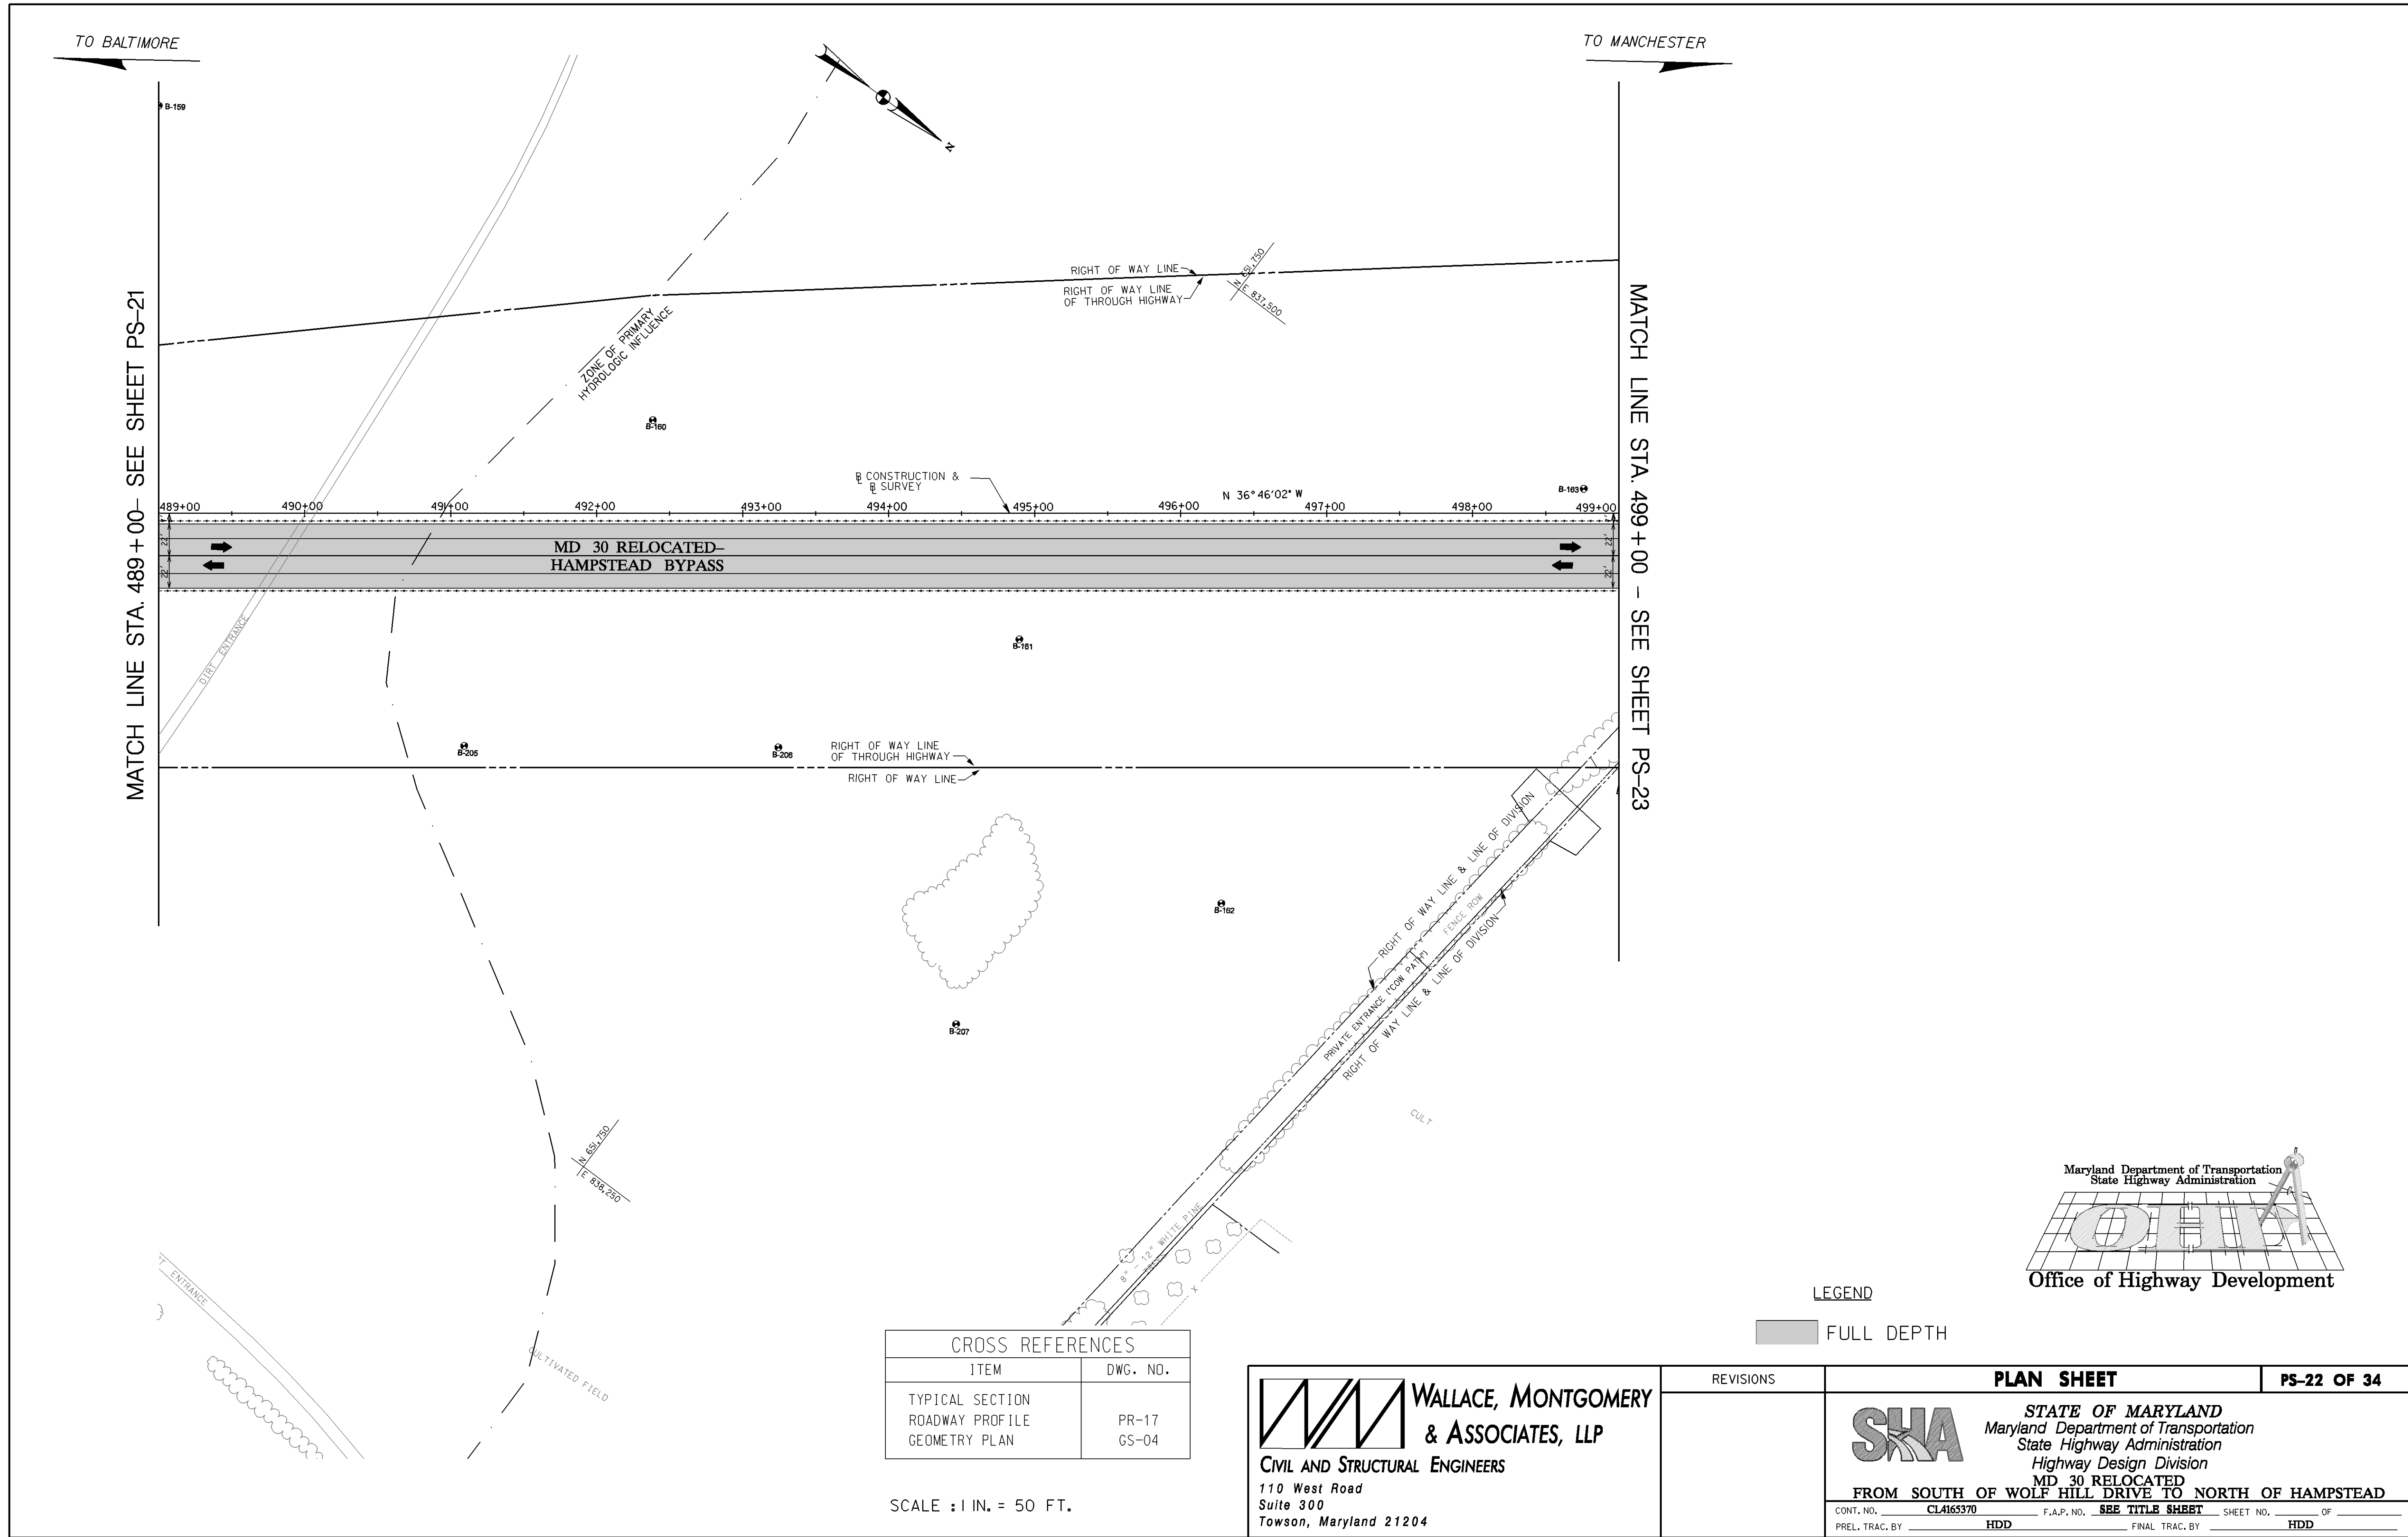 TO BALTIMORE
TO MANCHESTER
B-159
N
MATCH LINE STA. 489+00- SEE SHEET PS-21
MATCH LINE STA. 499+00 - SEE SHEET PS-23
RIGHT OF WAY LINE
RIGHT OF WAY LINE
OF THROUGH HIGHWAY
N 651,750
E 837,500
ZONE OF PRIMARY
HYDROLOGIC INFLUENCE
B-160
CONSTRUCTION &
SURVEY
N 36°46'02" W
B-163
489+00 490+00 491+00 492+00 493+00 494+00 495+00 496+00 497+00 498+00 499+00
22'
22'
22'
22'
MD 30 RELOCATED-
HAMPSTEAD BYPASS
DIRT ENTRANCE
B-161
B-205
B-206
RIGHT OF WAY LINE
OF THROUGH HIGHWAY
RIGHT OF WAY LINE
B-162
B-207
RIGHT OF WAY LINE & LINE OF DIVISION
FENCE ROW
PRIVATE ENTRANCE ("COW PATH")
RIGHT OF WAY LINE & LINE OF DIVISION
CULT
N 651,750
E 838,250
8" - 12" WHITE PINE
X
ENTRANCE
CULTIVATED FIELD
Maryland Department of Transportation
State Highway Administration
OHD
Office of Highway Development
LEGEND
FULL DEPTH
CROSS REFERENCES
ITEM DWG. NO.
TYPICAL SECTION
ROADWAY PROFILE PR-17
GEOMETRY PLAN GS-04
SCALE : 1 IN. = 50 FT.
WALLACE, MONTGOMERY
& ASSOCIATES, LLP
CIVIL AND STRUCTURAL ENGINEERS
110 West Road
Suite 300
Towson, Maryland 21204
REVISIONS
PLAN SHEET
PS-22 OF 34
SHA
STATE OF MARYLAND
Maryland Department of Transportation
State Highway Administration
Highway Design Division
MD 30 RELOCATED
FROM SOUTH OF WOLF HILL DRIVE TO NORTH OF HAMPSTEAD
CONT. NO. CL4165370 F.A.P. NO. SEE TITLE SHEET SHEET NO. OF
PREL. TRAC. BY HDD FINAL TRAC. BY HDD